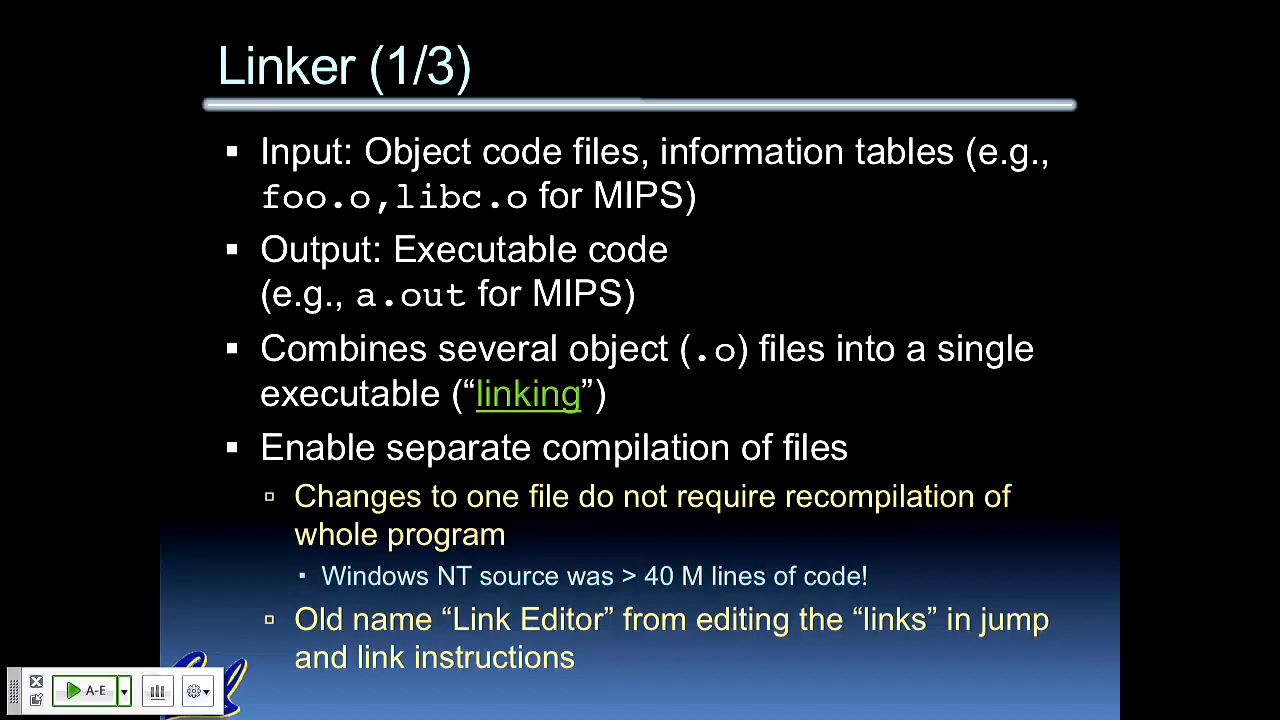 Linker (1/3)
▪ Input: Object code files, information tables (e.g.,
foo.o,libc.o for MIPS)
▪ Output: Executable code
(e.g., a.out for MIPS)
▪ Combines several object (.o) files into a single
executable (“linking”)
▪ Enable separate compilation of files
▫ Changes to one file do not require recompilation of
whole program
▪ Windows NT source was > 40 M lines of code!
▫ Old name “Link Editor” from editing the “links” in jump
and link instructions
A-E